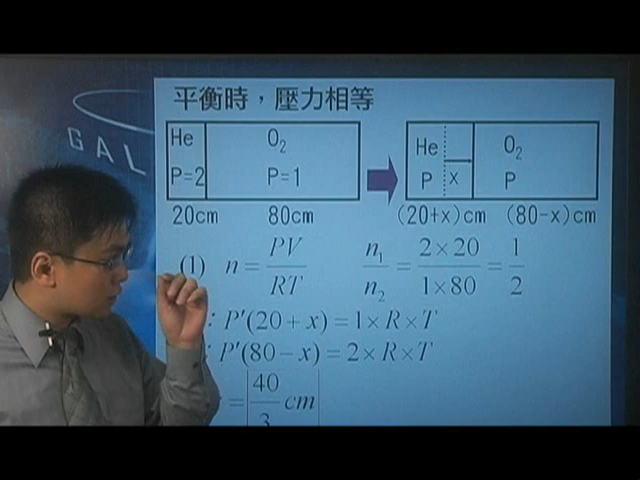 GAL
平衡時，壓力相等
He O₂ He O₂
P=2 P=1 P x P
20cm 80cm (20+x)cm (80-x)cm
(1) n = PV/RT n₁/n₂ = 2×20/1×80 = 1/2
: P′(20+x)=1×R×T
: P′(80−x)=2×R×T
= 40/3 cm